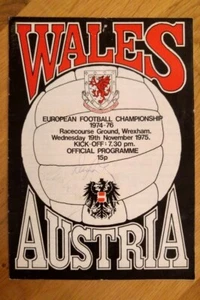 WALES
EUROPEAN FOOTBALL CHAMPIONSHIP
1974-76
Racecourse Ground, Wrexham.
Wednesday 19th November 1975.
KICK-OFF: 7.30 pm.
OFFICIAL PROGRAMME
15p
AUSTRIA